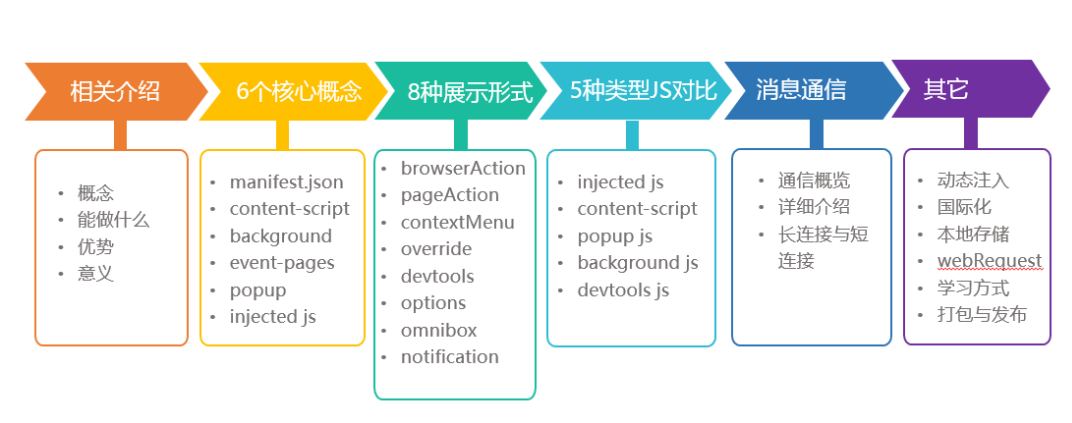 相关介绍
概念
能做什么
优势
意义
6个核心概念
manifest.json
content-script
background
event-pages
popup
injected js
8种展示形式
browserAction
pageAction
contextMenu
override
devtools
options
omnibox
notification
5种类型JS对比
injected js
content-script
popup js
background js
devtools js
消息通信
通信概览
详细介绍
长连接与短
连接
其它
动态注入
国际化
本地存储
webRequest
学习方式
打包与发布